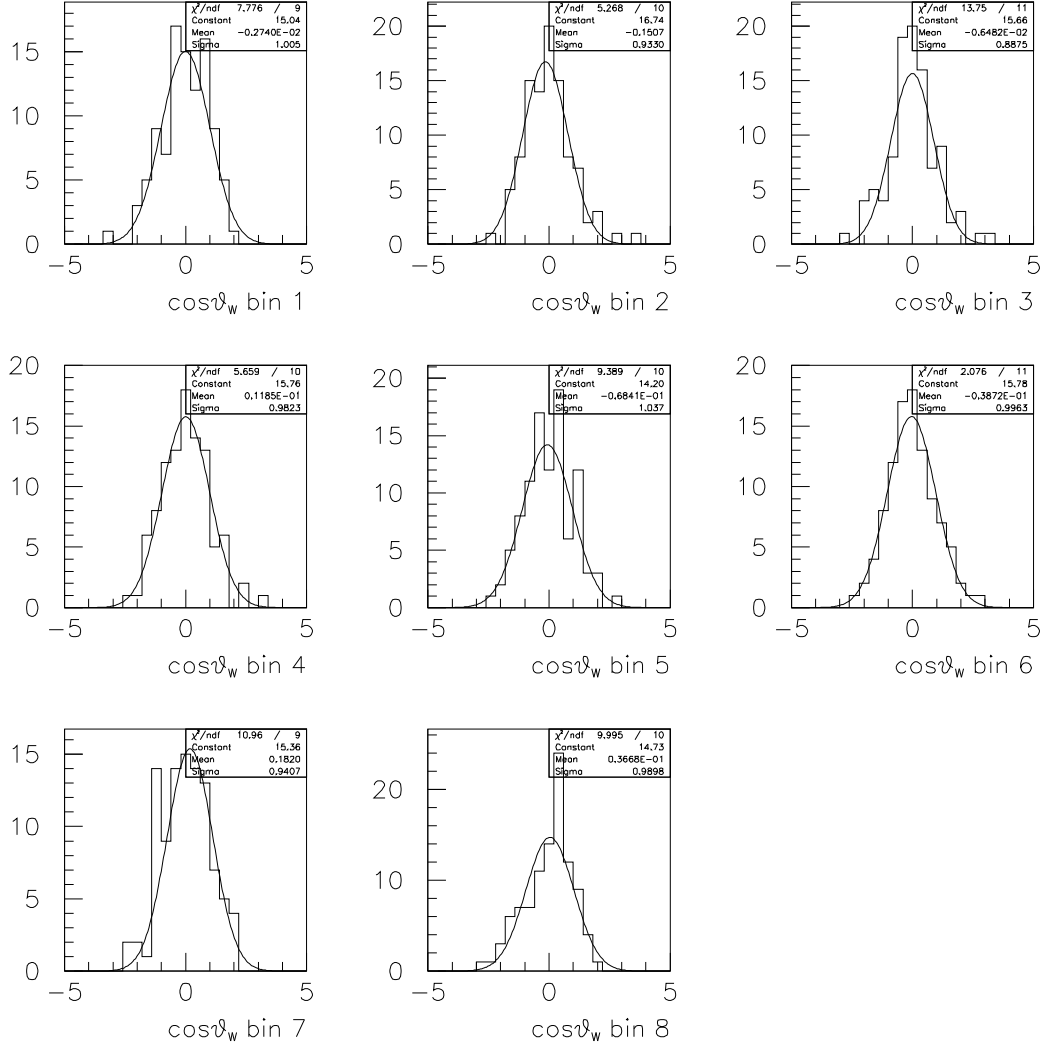 χ²/ndf 7.776 / 9
Constant 15.04
Mean -0.2740E-02
Sigma 1.005
15
10
5
0
-5 0 5
cosϑ_W bin 1
χ²/ndf 5.268 / 10
Constant 16.74
Mean -0.1507
Sigma 0.9330
20
15
10
5
0
-5 0 5
cosϑ_W bin 2
χ²/ndf 13.75 / 11
Constant 15.66
Mean -0.6482E-02
Sigma 0.8875
20
15
10
5
0
-5 0 5
cosϑ_W bin 3
χ²/ndf 5.659 / 10
Constant 15.76
Mean 0.1185E-01
Sigma 0.9823
20
15
10
5
0
-5 0 5
cosϑ_W bin 4
χ²/ndf 9.389 / 10
Constant 14.20
Mean -0.6841E-01
Sigma 1.037
20
15
10
5
0
-5 0 5
cosϑ_W bin 5
χ²/ndf 2.076 / 11
Constant 15.78
Mean -0.3872E-01
Sigma 0.9963
20
15
10
5
0
-5 0 5
cosϑ_W bin 6
χ²/ndf 10.96 / 9
Constant 15.36
Mean 0.1820
Sigma 0.9407
15
10
5
0
-5 0 5
cosϑ_W bin 7
χ²/ndf 9.995 / 10
Constant 14.73
Mean 0.3668E-01
Sigma 0.9898
20
10
0
-5 0 5
cosϑ_W bin 8